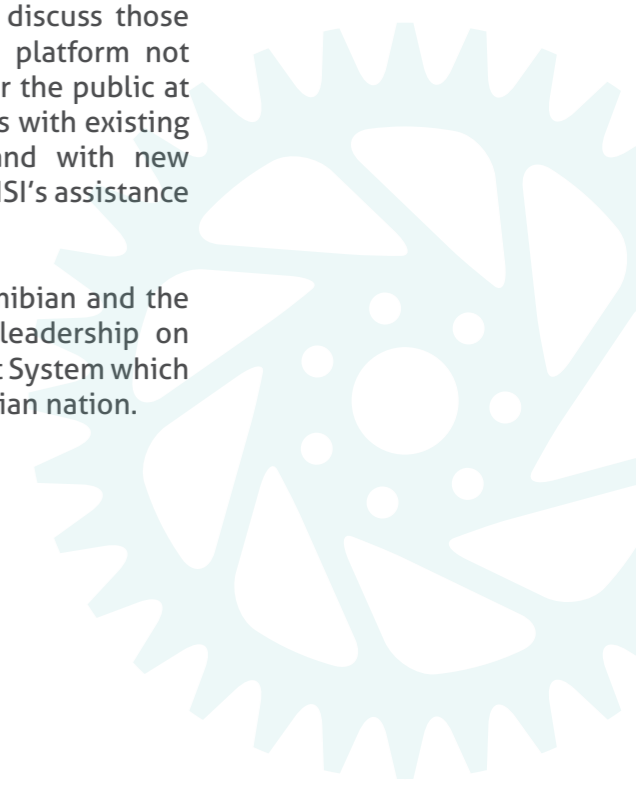 discuss those
platform not
r the public at
s with existing
and with new
ISI's assistance
nibian and the
leadership on
t System which
ian nation.